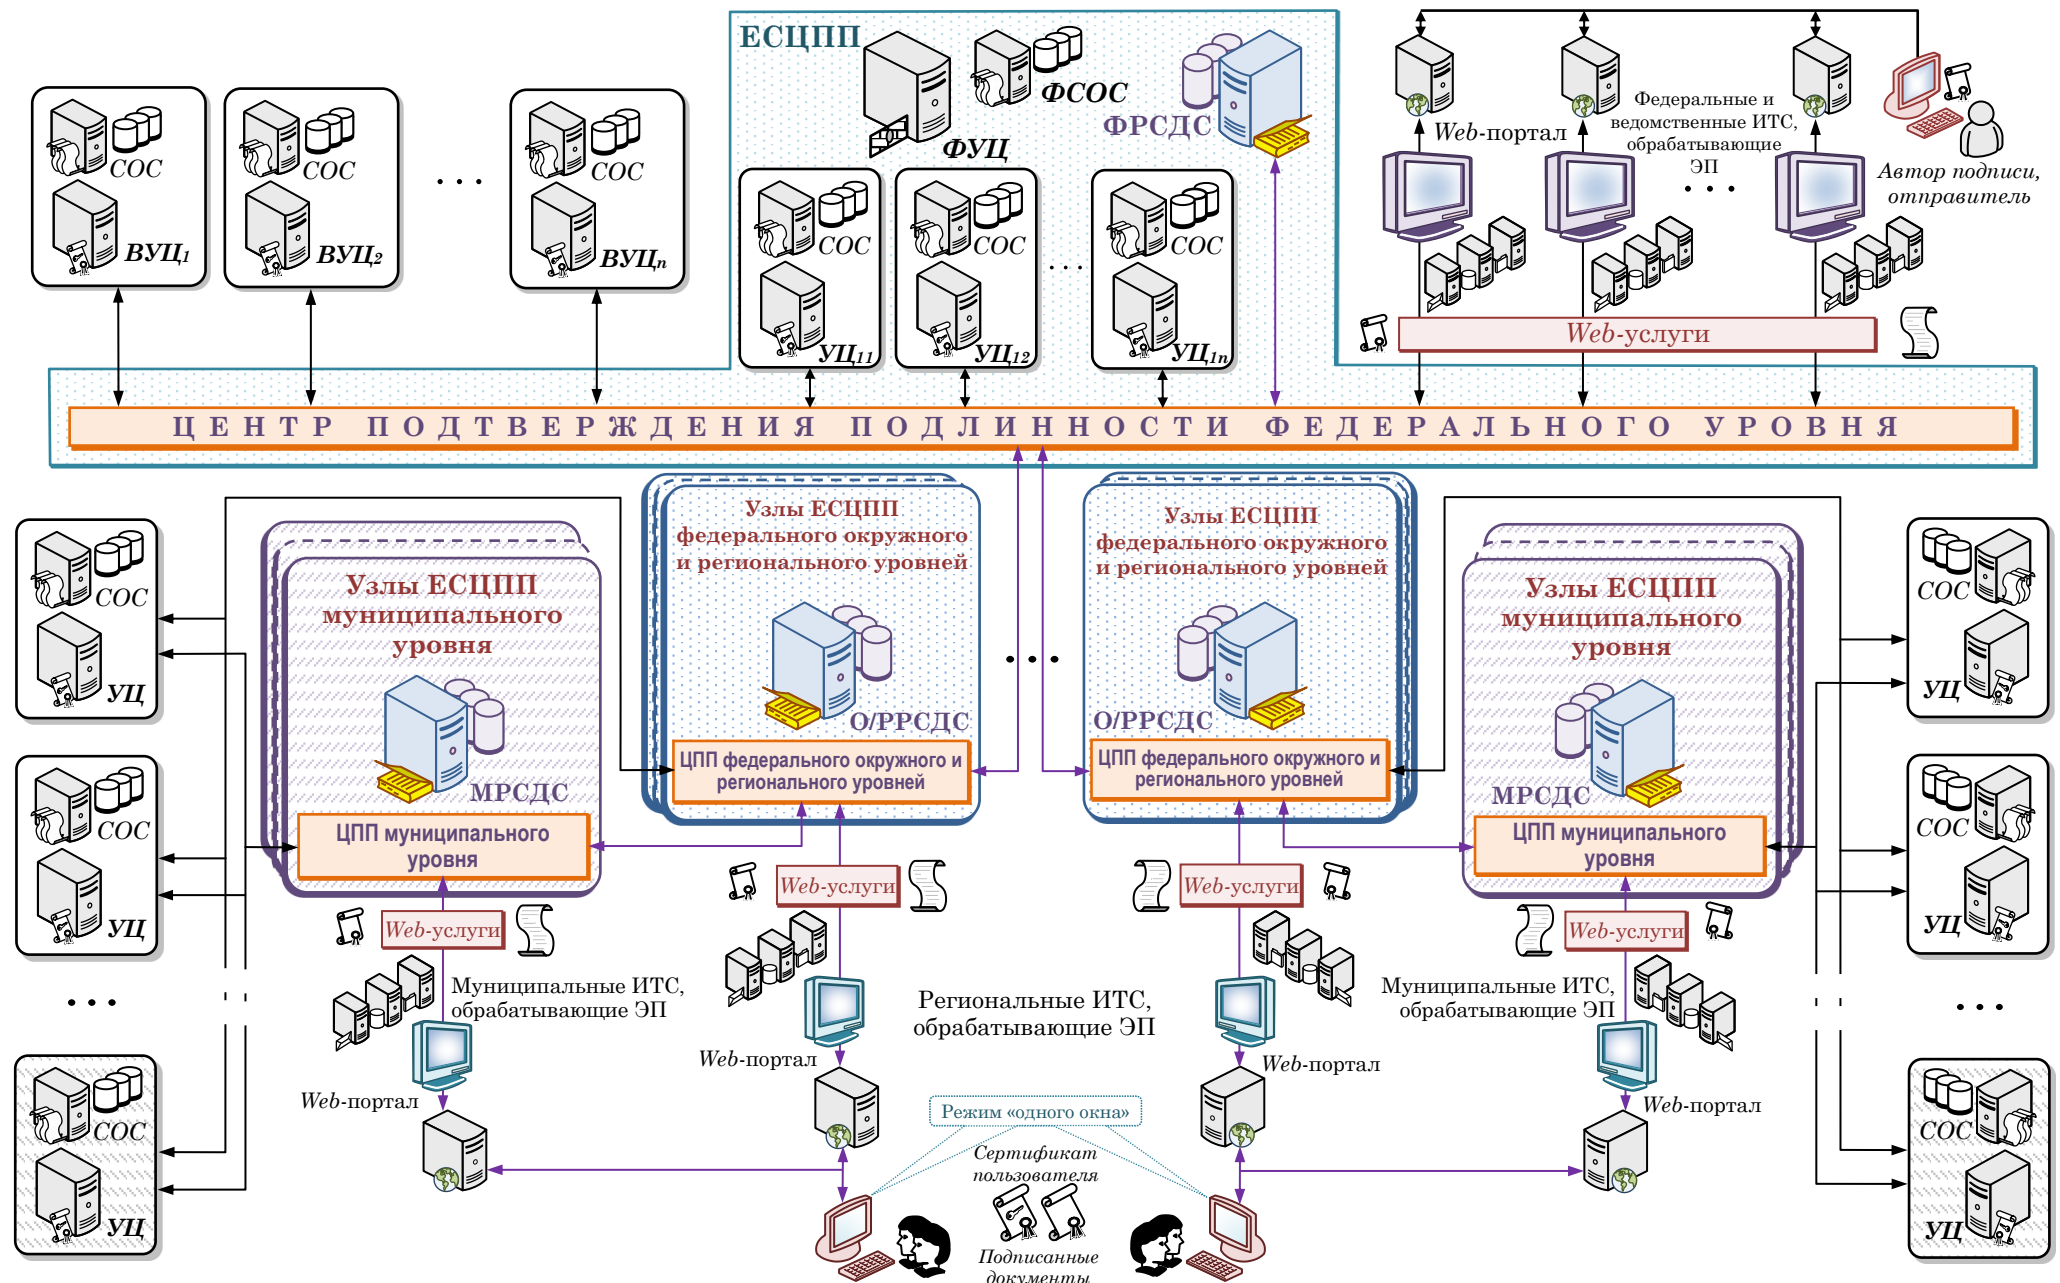 ЕСЦПП
ФУЦ
ФСОС
ФРСДС
СОС
ВУЦ1
СОС
ВУЦ2
. . .
СОС
ВУЦn
СОС
УЦ11
СОС
УЦ12
. . .
СОС
УЦ1n
Web-портал
Федеральные и
ведомственные ИТС,
обрабатывающие
ЭП
. . .
Автор подписи,
отправитель
Web-услуги
ЦЕНТР ПОДТВЕРЖДЕНИЯ ПОДЛИННОСТИ ФЕДЕРАЛЬНОГО УРОВНЯ
СОС
УЦ
СОС
УЦ
. . .
СОС
УЦ
Узлы ЕСЦПП
муниципального
уровня
МРСДС
ЦПП муниципального
уровня
Узлы ЕСЦПП
федерального окружного
и регионального уровней
О/РРСДС
ЦПП федерального окружного и
регионального уровней
. . .
Узлы ЕСЦПП
федерального окружного
и регионального уровней
О/РРСДС
ЦПП федерального окружного и
регионального уровней
Узлы ЕСЦПП
муниципального
уровня
МРСДС
ЦПП муниципального
уровня
СОС
УЦ
СОС
УЦ
. . .
СОС
УЦ
Web-услуги
Web-услуги
Web-услуги
Web-услуги
Муниципальные ИТС,
обрабатывающие ЭП
Региональные ИТС,
обрабатывающие ЭП
Муниципальные ИТС,
обрабатывающие ЭП
Web-портал
Web-портал
Web-портал
Web-портал
Режим «одного окна»
Сертификат
пользователя
Подписанные
документы